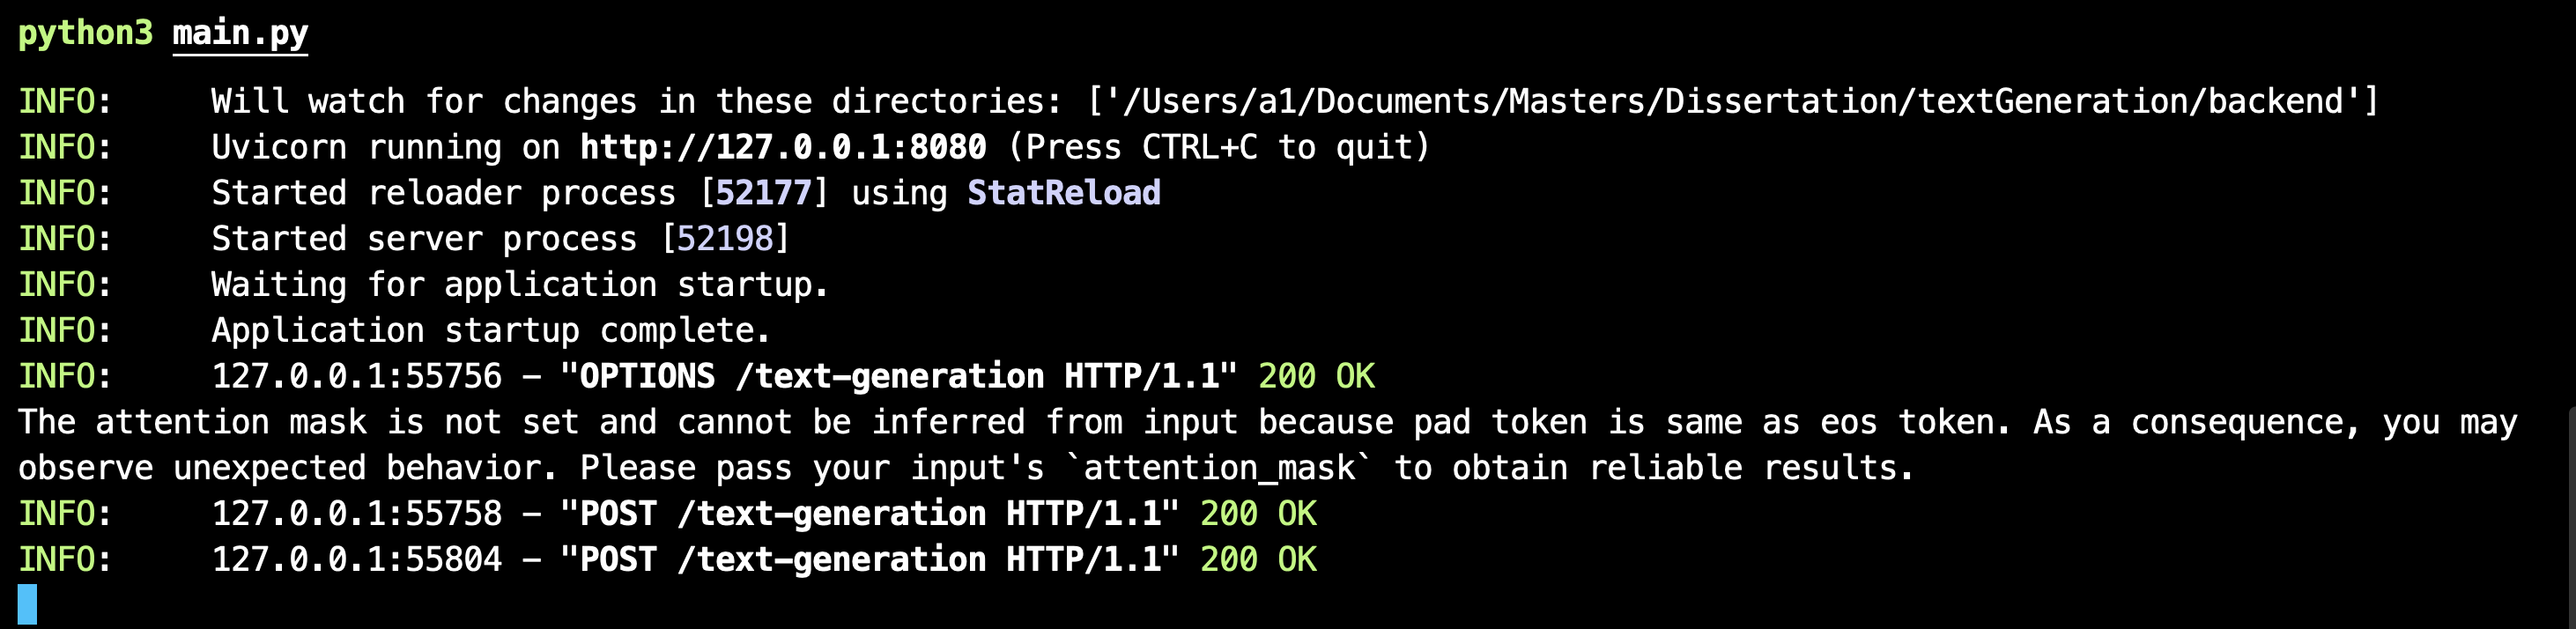 python3 main.py
INFO:     Will watch for changes in these directories: ['/Users/a1/Documents/Masters/Dissertation/textGeneration/backend']
INFO:     Uvicorn running on http://127.0.0.1:8080 (Press CTRL+C to quit)
INFO:     Started reloader process [52177] using StatReload
INFO:     Started server process [52198]
INFO:     Waiting for application startup.
INFO:     Application startup complete.
INFO:     127.0.0.1:55756 - "OPTIONS /text-generation HTTP/1.1" 200 OK
The attention mask is not set and cannot be inferred from input because pad token is same as eos token. As a consequence, you may
observe unexpected behavior. Please pass your input's `attention_mask` to obtain reliable results.
INFO:     127.0.0.1:55758 - "POST /text-generation HTTP/1.1" 200 OK
INFO:     127.0.0.1:55804 - "POST /text-generation HTTP/1.1" 200 OK